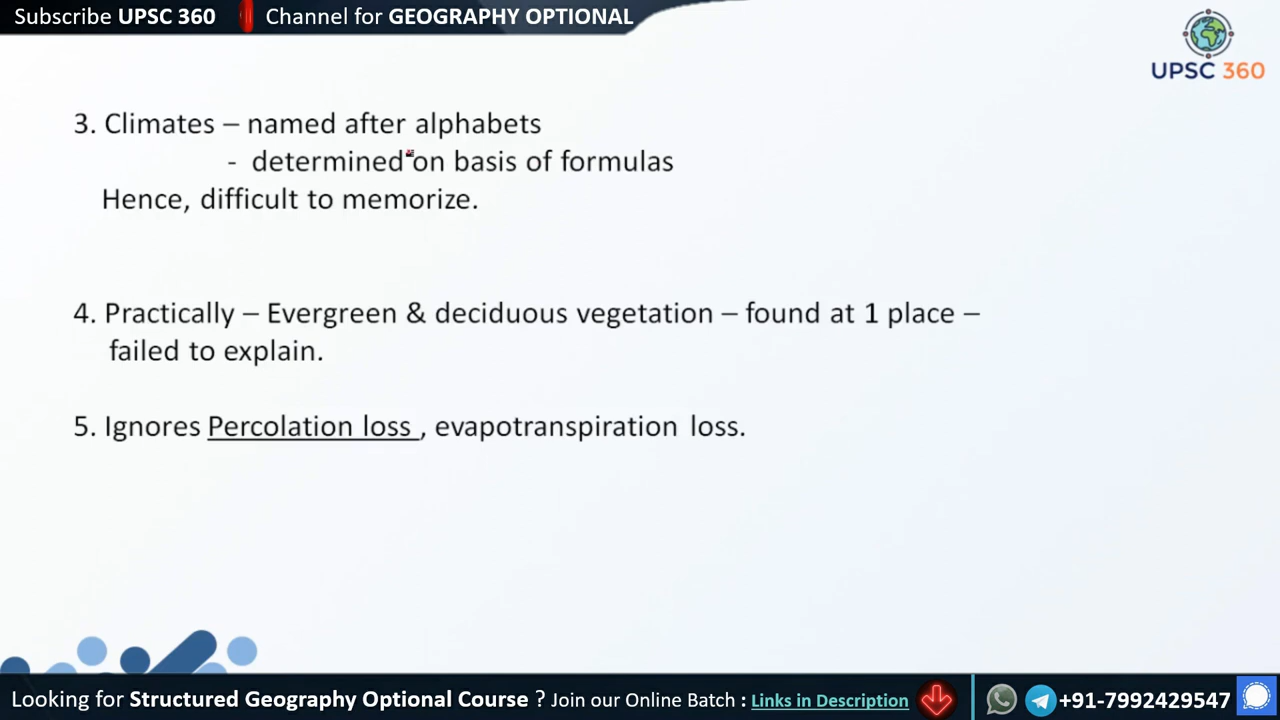 Subscribe UPSC 360 Channel for GEOGRAPHY OPTIONAL
UPSC 360
3. Climates – named after alphabets
- determined on basis of formulas
Hence, difficult to memorize.
4. Practically – Evergreen & deciduous vegetation – found at 1 place –
failed to explain.
5. Ignores Percolation loss , evapotranspiration loss.
Looking for Structured Geography Optional Course ? Join our Online Batch : Links in Description +91-7992429547